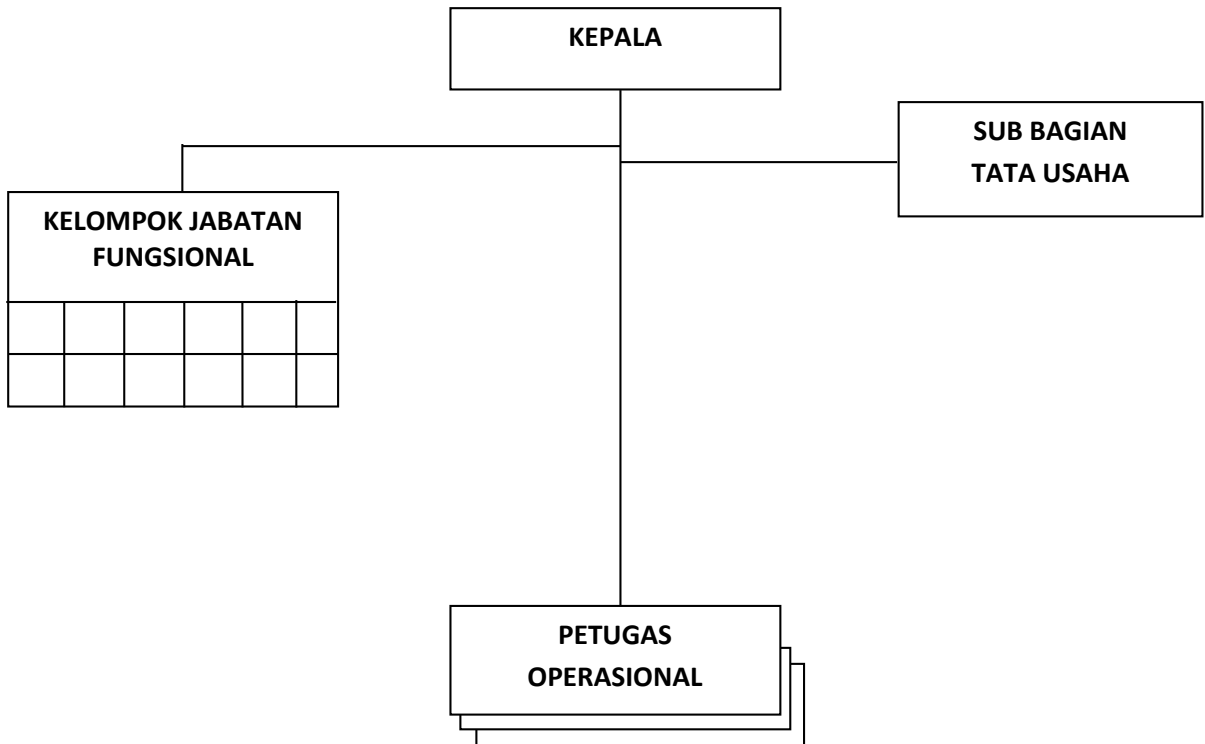 KEPALA
SUB BAGIAN
TATA USAHA
KELOMPOK JABATAN
FUNGSIONAL
PETUGAS
OPERASIONAL